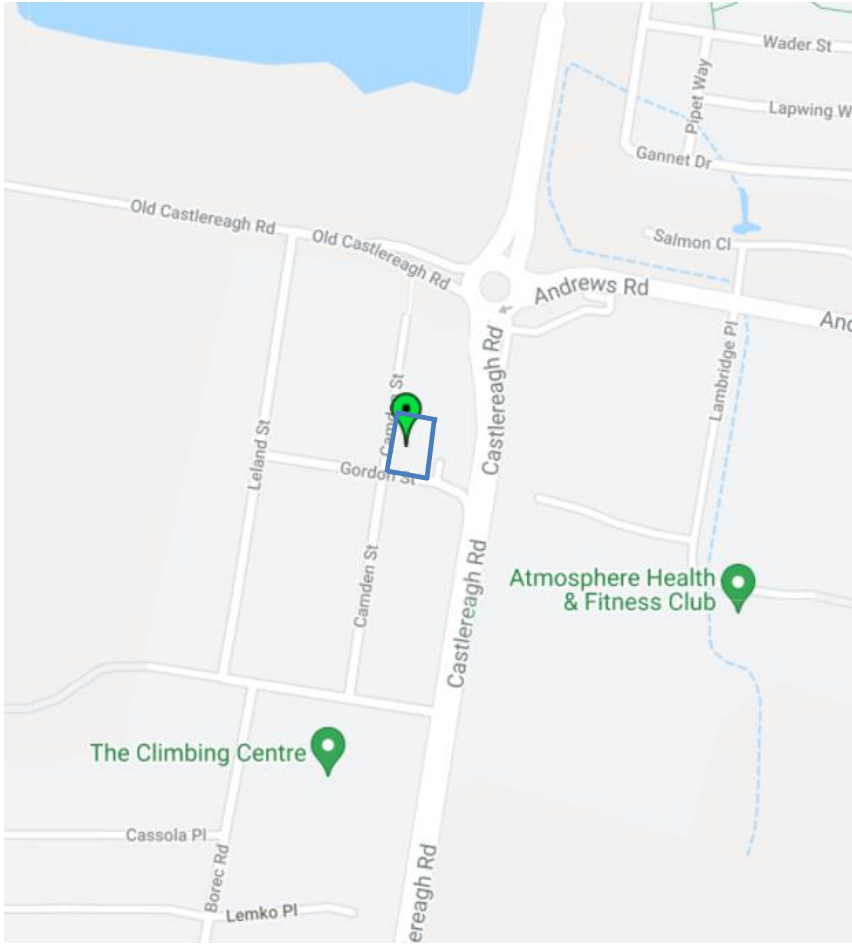 Wader St
Pipet Way
Lapwing W
Gannet Dr
Old Castlereagh Rd
Old Castlereagh Rd
Salmon Cl
Andrews Rd
And
Castlereagh Rd
Lambridge Pl
Camden St
Leland St
Gordon St
Camden St
Castlereagh Rd
Atmosphere Health
& Fitness Club
The Climbing Centre
Cassola Pl
Borec Rd
Lemko Pl
ereagh Rd